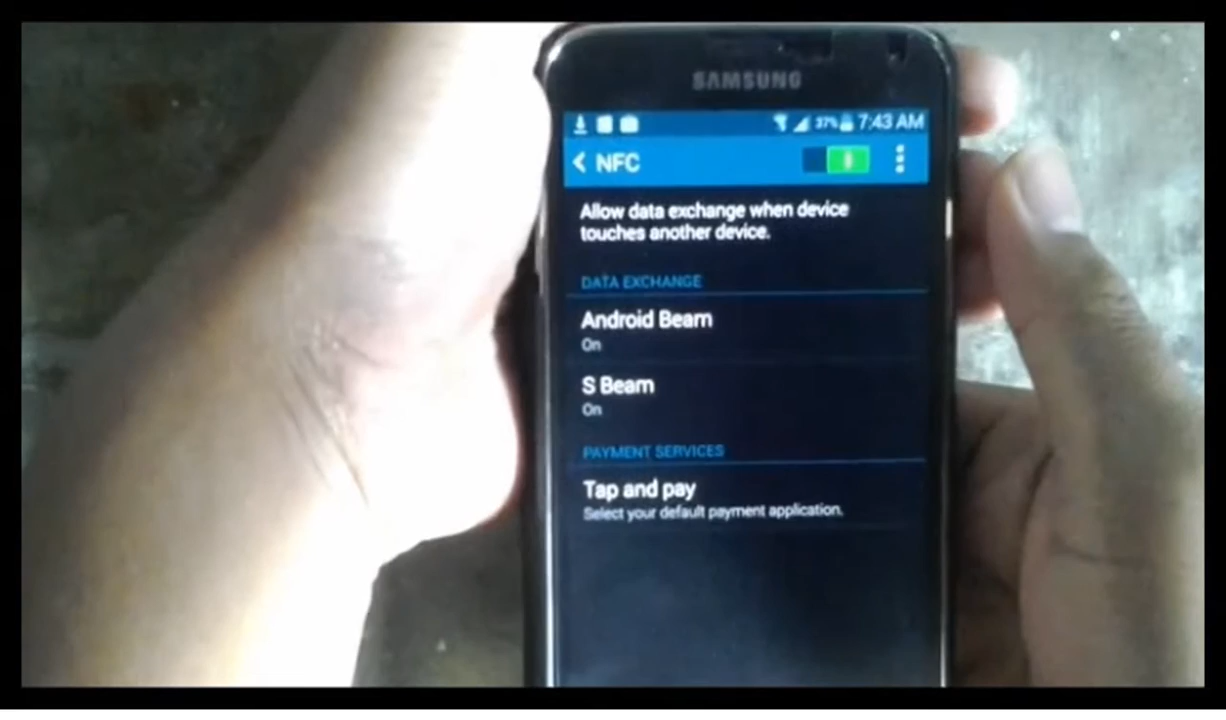 SAMSUNG
37% 7:43 AM
NFC
Allow data exchange when device
touches another device.
DATA EXCHANGE
Android Beam
On
S Beam
On
PAYMENT SERVICES
Tap and pay
Select your default payment application.